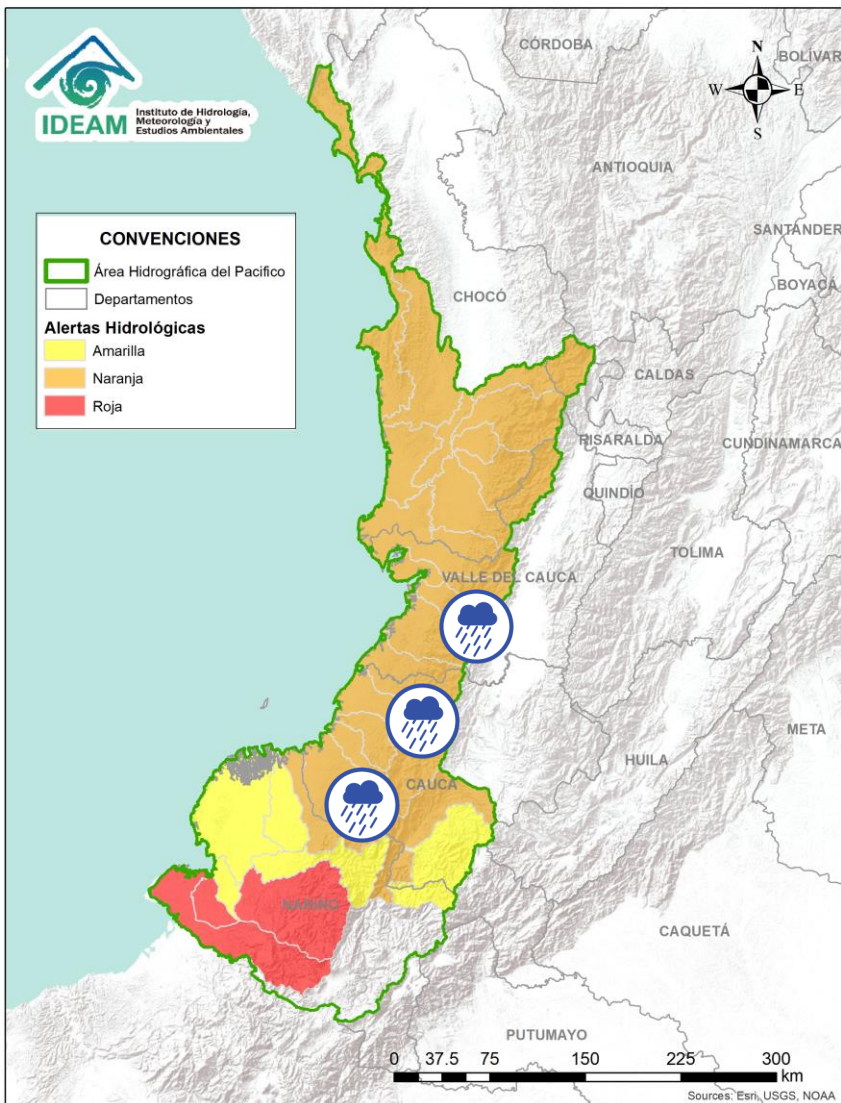 IDEAM
Instituto de Hidrología,
Meteorología y
Estudios Ambientales
CÓRDOBA
BOLÍVAR
N
W
E
S
ANTIOQUIA
SANTANDER
BOYACÁ
CONVENCIONES
Área Hidrográfica del Pacifico
Departamentos
Alertas Hidrológicas
Amarilla
Naranja
Roja
CHOCÓ
CALDAS
RISARALDA
CUNDINAMARCA
QUINDÍO
TOLIMA
VALLE DEL CAUCA
META
HUILA
CAUCA
NARIÑO
CAQUETÁ
PUTUMAYO
0 37.5 75 150 225 300
km
Sources: Esri, USGS, NOAA